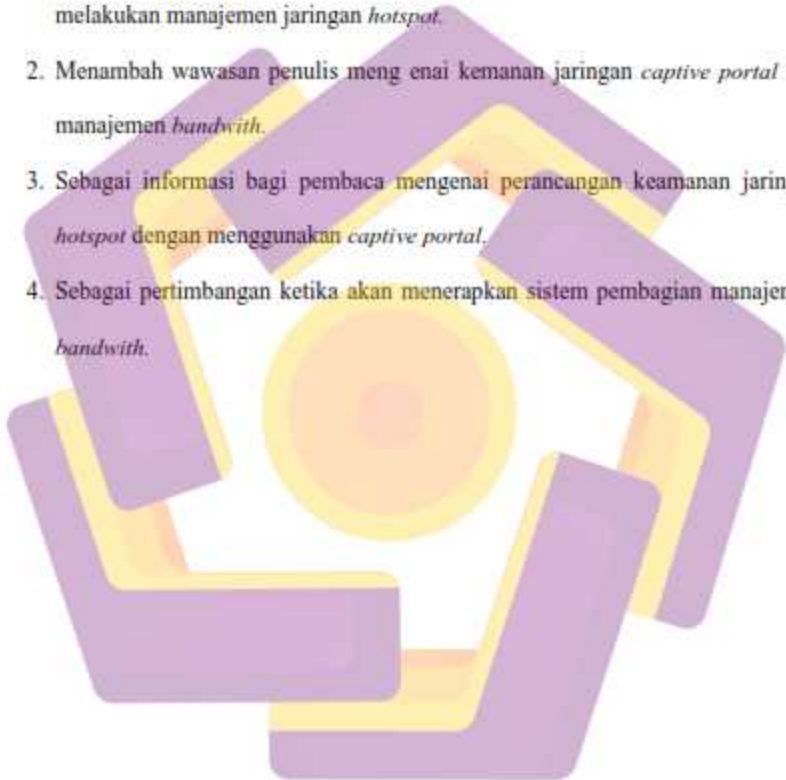 melakukan manajemen jaringan hotspot.
2. Menambah wawasan penulis meng enai kemanan jaringan captive portal
manajemen bandwith.
3. Sebagai informasi bagi pembaca mengenai perancangan keamanan jarin
hotspot dengan menggunakan captive portal.
4. Sebagai pertimbangan ketika akan menerapkan sistem pembagian manajer
bandwith.